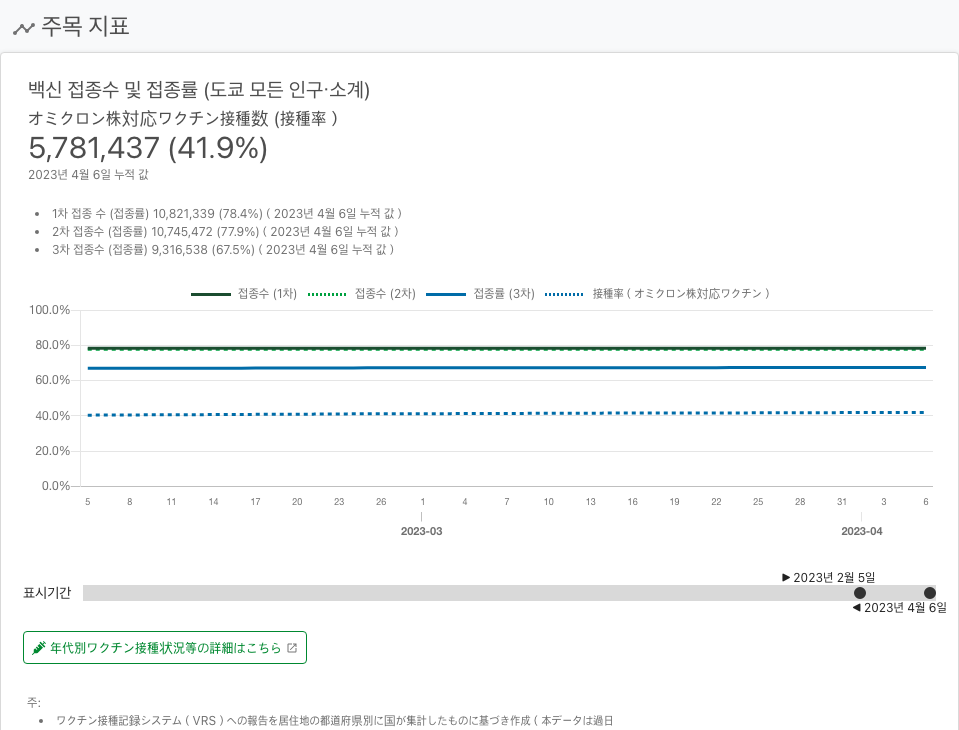 주목 지표
백신 접종수 및 접종률 (도쿄 모든 인구·소계)
オミクロン株対応ワクチン接種数 (接種率 )
5,781,437 (41.9%)
2023년 4월 6일 누적 값
• 1차 접종 수 (접종률) 10,821,339 (78.4%) ( 2023년 4월 6일 누적 값 )
• 2차 접종수 (접종률) 10,745,472 (77.9%) ( 2023년 4월 6일 누적 값 )
• 3차 접종수 (접종률) 9,316,538 (67.5%) ( 2023년 4월 6일 누적 값 )
접종수 (1차) 접종수 (2차) 접종률 (3차) 接種率 ( オミクロン株対応ワクチン )
100.0%
80.0%
60.0%
40.0%
20.0%
0.0%
5 8 11 14 17 20 23 26 1 4 7 10 13 16 19 22 25 28 31 3 6
2023-03 2023-04
▶ 2023년 2월 5일
표시기간
◀ 2023년 4월 6일
年代別ワクチン接種状況等の詳細はこちら
주:
• ワクチン接種記録システム ( VRS ) への報告を居住地の都道府県別に国が集計したものに基づき作成 ( 本データは過日